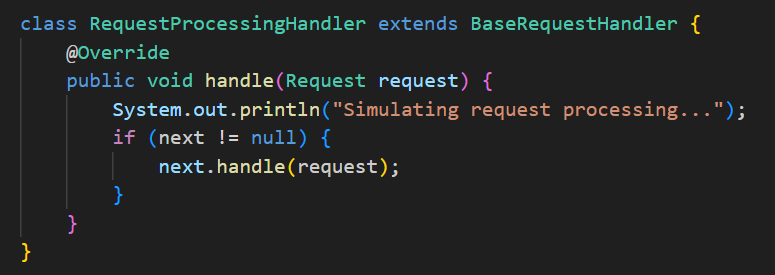 class RequestProcessingHandler extends BaseRequestHandler {
    @Override
    public void handle(Request request) {
        System.out.println("Simulating request processing...");
        if (next != null) {
            next.handle(request);
        }
    }
}